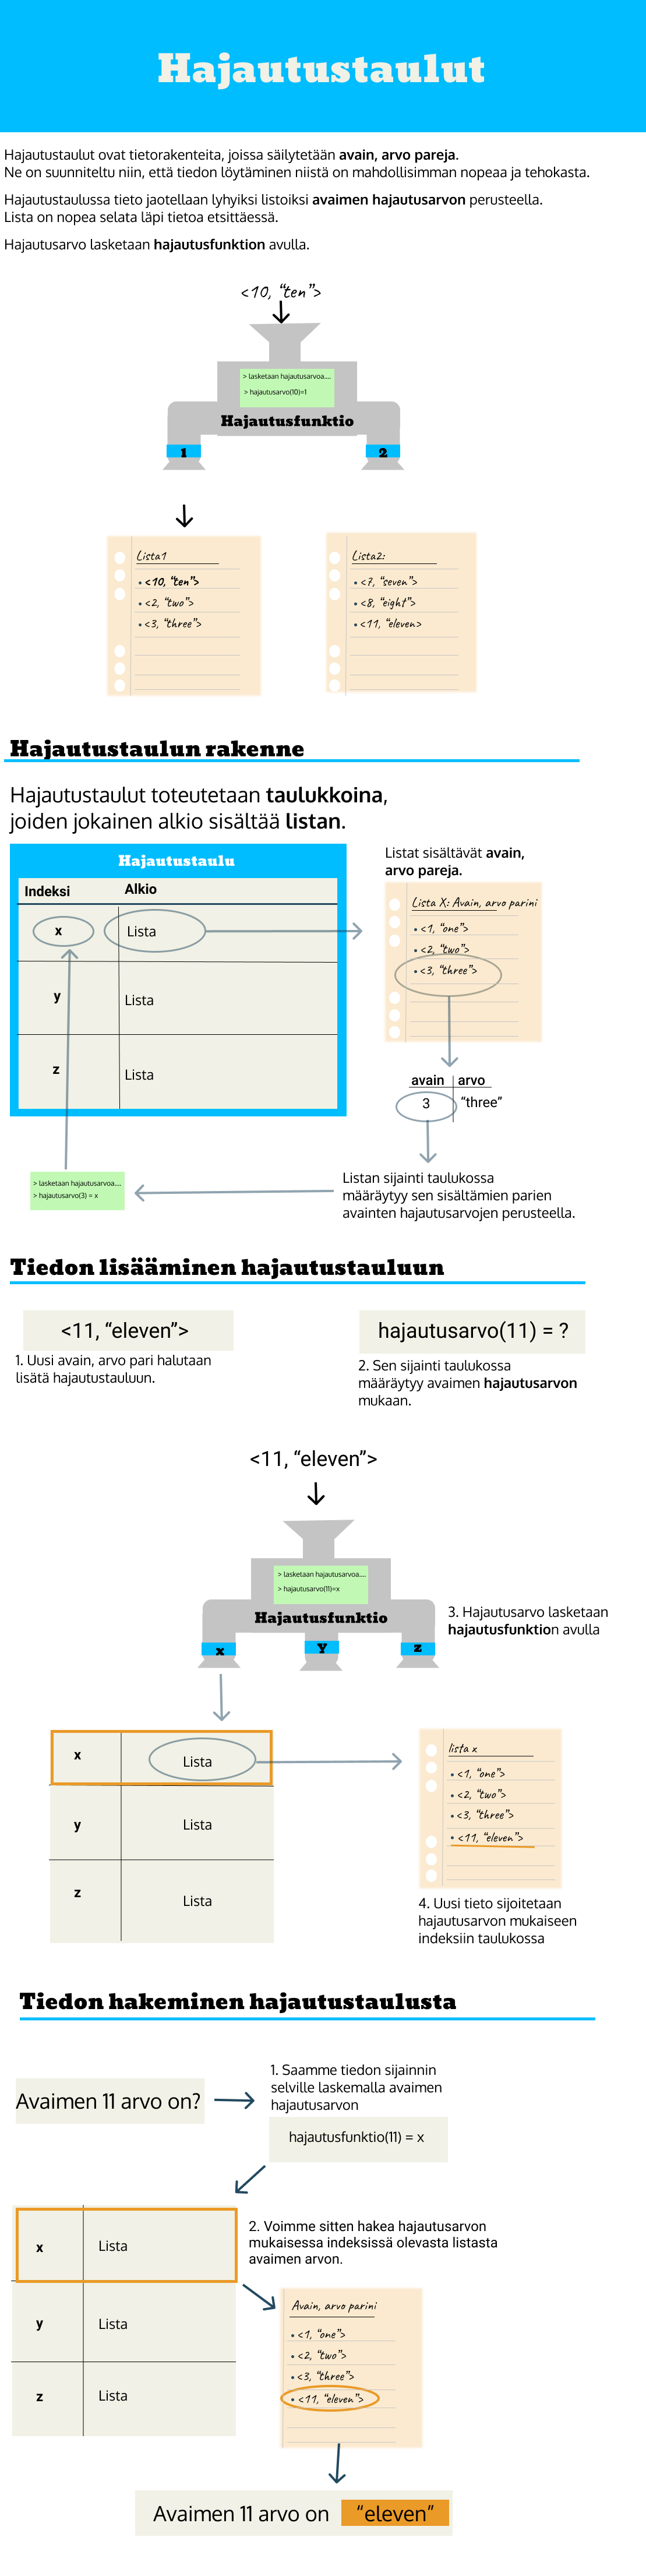 Hajautustaulut
Hajautustaulut ovat tietorakenteita, joissa säilytetään avain, arvo pareja.
Ne on suunniteltu niin, että tiedon löytäminen niistä on mahdollisimman nopeaa ja tehokasta.
Hajautustaulussa tieto jaotellaan lyhyiksi listoiksi avaimen hajautusarvon perusteella.
Lista on nopea selata läpi tietoa etsittäessä.
Hajautusarvo lasketaan hajautusfunktion avulla.
<10, “ten”>
> lasketaan hajautusarvoa....
> hajautusarvo(10)=1
Hajautusfunktio
1
2
Lista1
• <10, “ten”>
• <2, “two”>
• <3, “three”>
Lista2:
• <7, “seven”>
• <8, “eight”>
• <11, “eleven>
Hajautustaulun rakenne
Hajautustaulut toteutetaan taulukkoina,
joiden jokainen alkio sisältää listan.
Hajautustaulu
Indeksi Alkio
x Lista
y Lista
z Lista
Listat sisältävät avain,
arvo pareja.
Lista X: Avain, arvo parini
• <1, “one”>
• <2, “two”>
• <3, “three”>
avain arvo
3 “three”
Listan sijainti taulukossa
määräytyy sen sisältämien parien
avainten hajautusarvojen perusteella.
> lasketaan hajautusarvoa....
> hajautusarvo(3) = x
Tiedon lisääminen hajautustauluun
<11, “eleven”>
1. Uusi avain, arvo pari halutaan
lisätä hajautustauluun.
hajautusarvo(11) = ?
2. Sen sijainti taulukossa
määräytyy avaimen hajautusarvon
mukaan.
<11, “eleven”>
> lasketaan hajautusarvoa....
> hajautusarvo(11)=x
Hajautusfunktio
x
Y
z
3. Hajautusarvo lasketaan
hajautusfunktion avulla
x Lista
y Lista
z Lista
lista x
• <1, “one”>
• <2, “two”>
• <3, “three”>
• <11, “eleven”>
4. Uusi tieto sijoitetaan
hajautusarvon mukaiseen
indeksiin taulukossa
Tiedon hakeminen hajautustaulusta
Avaimen 11 arvo on?
1. Saamme tiedon sijainnin
selville laskemalla avaimen
hajautusarvon
hajautusfunktio(11) = x
x Lista
y Lista
z Lista
2. Voimme sitten hakea hajautusarvon
mukaisessa indeksissä olevasta listasta
avaimen arvon.
Avain, arvo parini
• <1, “one”>
• <2, “two”>
• <3, “three”>
• <11, “eleven”>
Avaimen 11 arvo on “eleven”